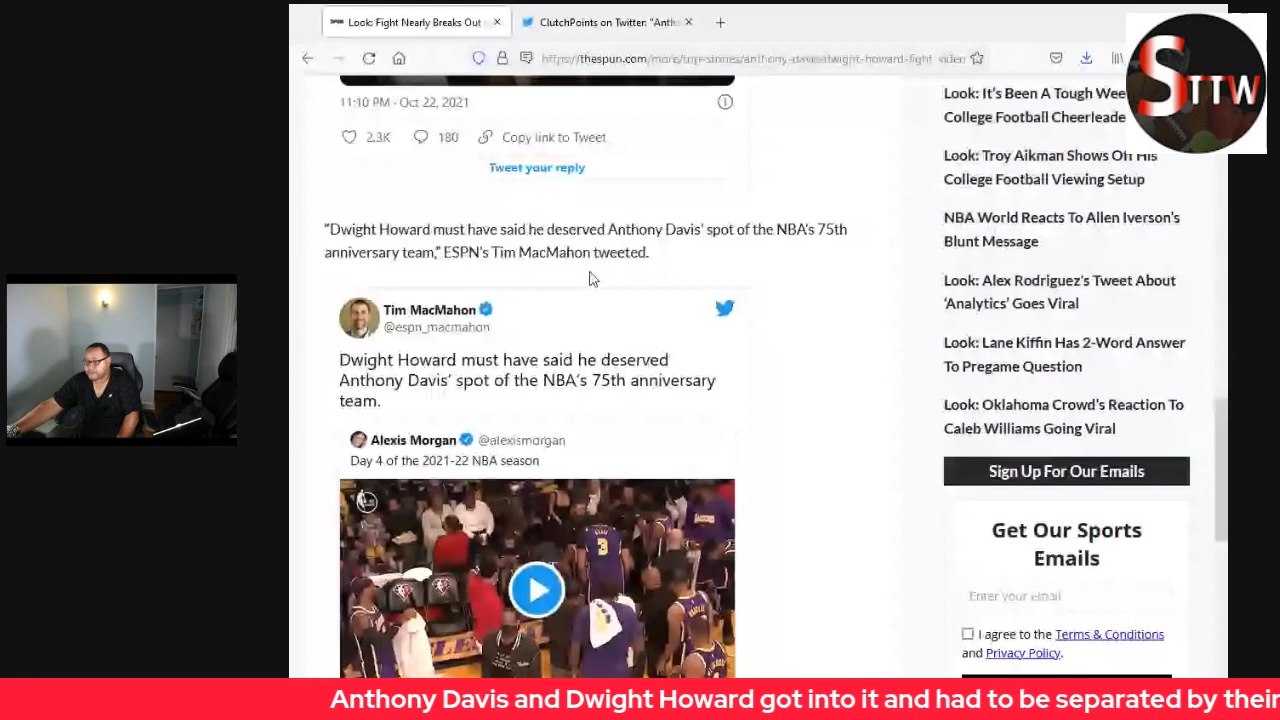 Look: Fight Nearly Breaks Out
ClutchPoints on Twitter: "Anth
https://thespun.com/more/top-stories/anthony-davis-dwight-howard-fight-video
STTW
11:10 PM · Oct 22, 2021
2.3K 180 Copy link to Tweet
Tweet your reply
"Dwight Howard must have said he deserved Anthony Davis' spot of the NBA's 75th
anniversary team," ESPN's Tim MacMahon tweeted.
Tim MacMahon
@espn_macmahon
Dwight Howard must have said he deserved
Anthony Davis' spot of the NBA's 75th anniversary
team.
Alexis Morgan @alexismorgan
Day 4 of the 2021-22 NBA season
3
Look: It's Been A Tough Wee
College Football Cheerleade
Look: Troy Aikman Shows Off His
College Football Viewing Setup
NBA World Reacts To Allen Iverson's
Blunt Message
Look: Alex Rodriguez's Tweet About
'Analytics' Goes Viral
Look: Lane Kiffin Has 2-Word Answer
To Pregame Question
Look: Oklahoma Crowd's Reaction To
Caleb Williams Going Viral
Sign Up For Our Emails
Get Our Sports
Emails
Enter your email
I agree to the Terms & Conditions
and Privacy Policy.
Anthony Davis and Dwight Howard got into it and had to be separated by their